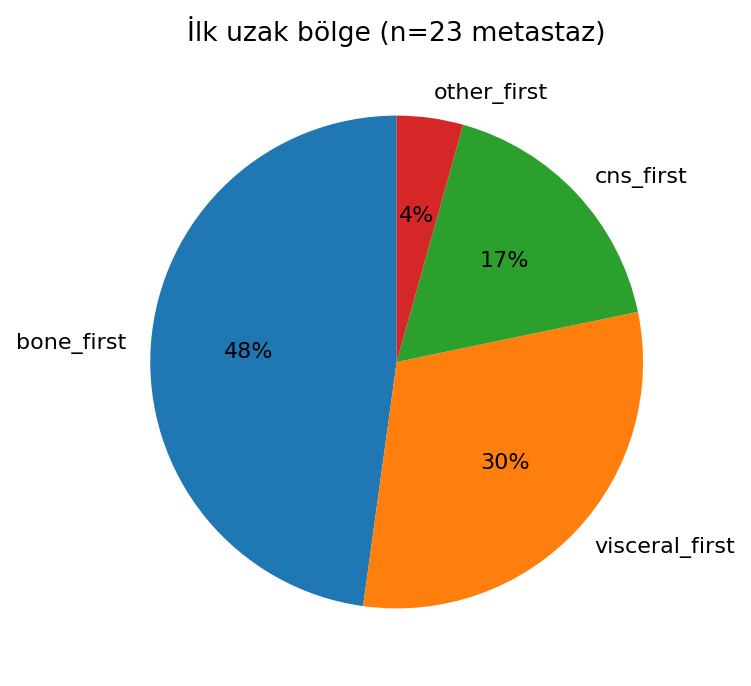 İlk uzak bölge (n=23 metastaz)
other_first
cns_first
4%
17%
bone_first
48%
30%
visceral_first